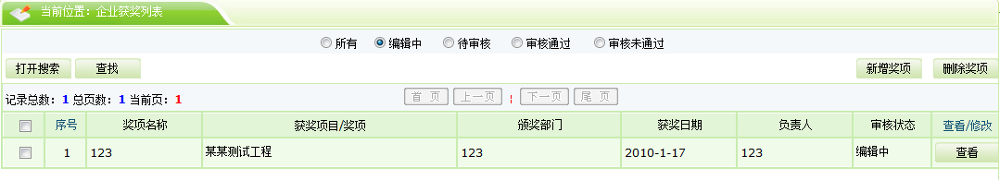 当前位置：企业获奖列表
所有 编辑中 待审核 审核通过 审核未通过
打开搜索 查找 新增奖项 删除奖项
记录总数：1 总页数：1 当前页：1 首 页 上一页 ¦ 下一页 尾 页
序号 奖项名称 获奖项目/奖项 颁奖部门 获奖日期 负责人 审核状态 查看/修改
1 123 某某测试工程 123 2010-1-17 123 编辑中 查看